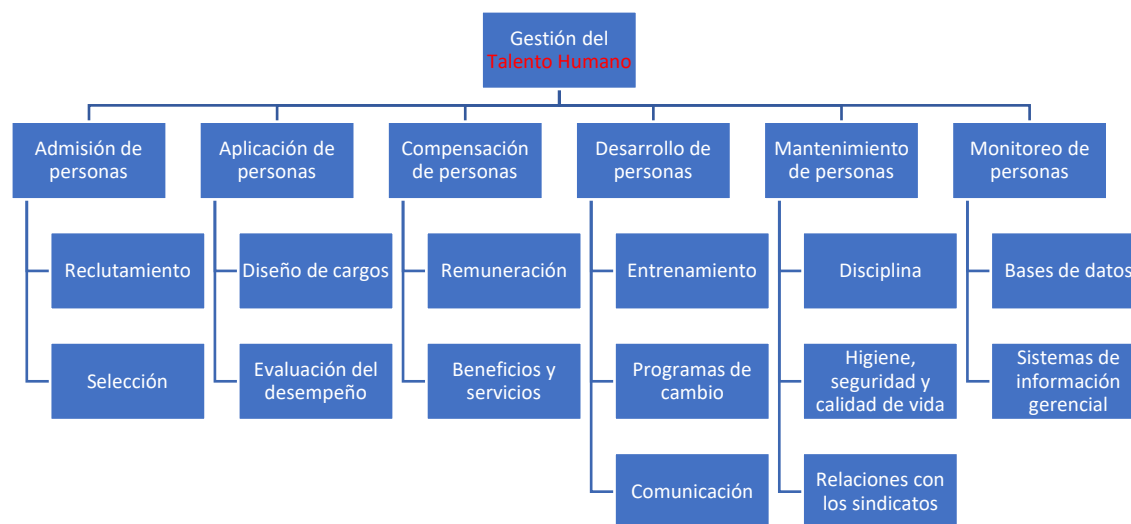 Gestión del
Talento Humano
Admisión de
personas
Aplicación de
personas
Compensación
de personas
Desarrollo de
personas
Mantenimiento
de personas
Monitoreo de
personas
Reclutamiento
Diseño de cargos
Remuneración
Entrenamiento
Disciplina
Bases de datos
Selección
Evaluación del
desempeño
Beneficios y
servicios
Programas de
cambio
Higiene,
seguridad y
calidad de vida
Sistemas de
información
gerencial
Comunicación
Relaciones con
los sindicatos